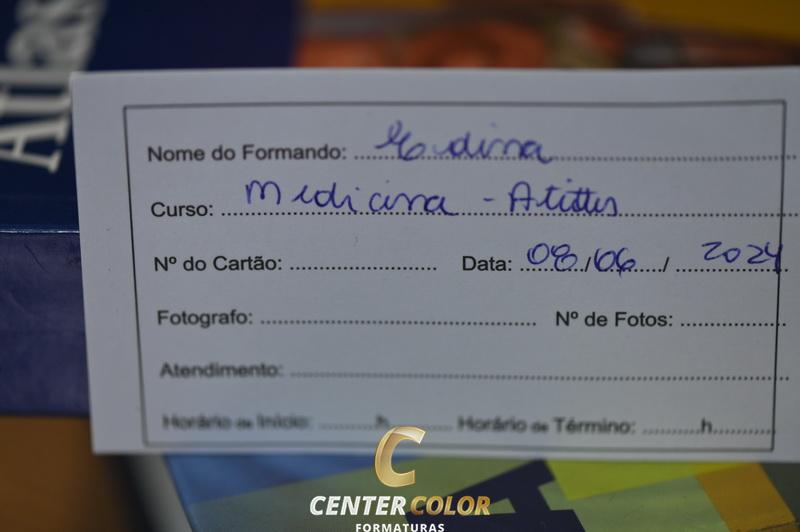 Atlas
Nome do Formando: ....................
Curso: Medicina - Atitus
Nº do Cartão: .................... Data: 08/06/2024
Fotografo: .................... Nº de Fotos: ..........
Atendimento: ....................
Horário de Início: ..........h.......... Horário de Término: ..........h..........
CENTER COLOR
FORMATURAS